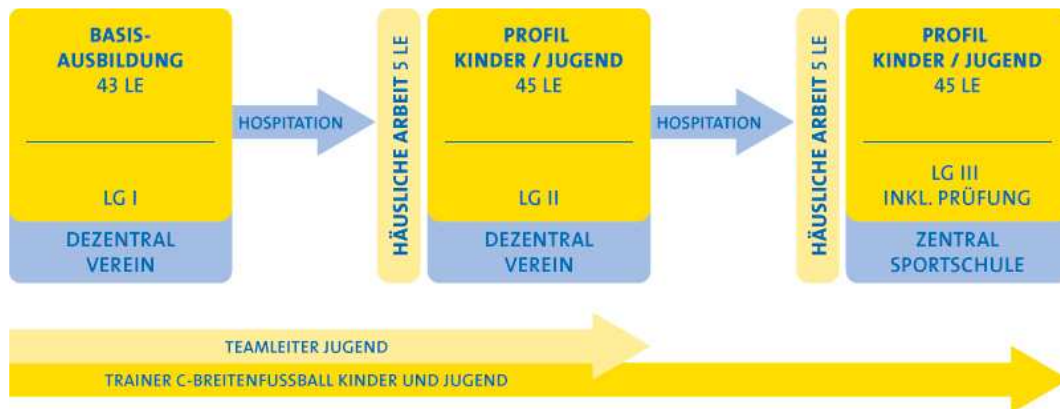 BASIS-
AUSBILDUNG
43 LE
LG I
DEZENTRAL
VEREIN
HOSPITATION
HÄUSLICHE ARBEIT 5 LE
PROFIL
KINDER / JUGEND
45 LE
LG II
DEZENTRAL
VEREIN
HOSPITATION
HÄUSLICHE ARBEIT 5 LE
PROFIL
KINDER / JUGEND
45 LE
LG III
INKL. PRÜFUNG
ZENTRAL
SPORTSCHULE
TEAMLEITER JUGEND
TRAINER C-BREITENFUSSBALL KINDER UND JUGEND